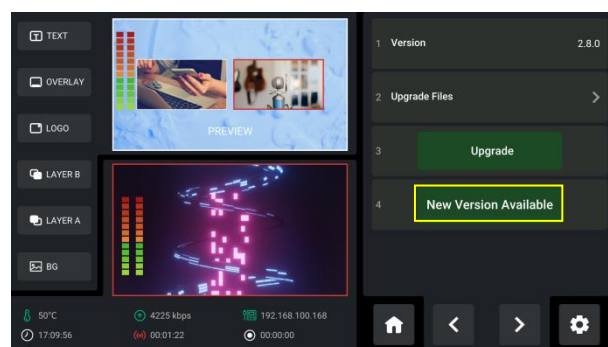 TEXT
OVERLAY
LOGO
LAYER B
LAYER A
BG
PREVIEW
50°C
4225 kbps
192.168.100.168
17:09:56
00:01:22
00:00:00
1 Version 2.8.0
2 Upgrade Files
3 Upgrade
4 New Version Available